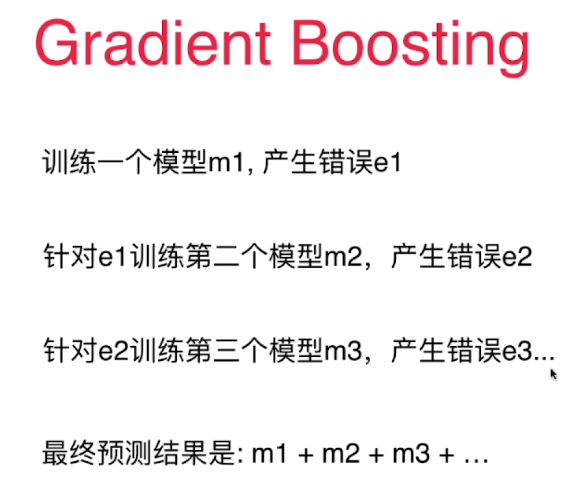 Gradient Boosting
训练一个模型m1, 产生错误e1
针对e1训练第二个模型m2，产生错误e2
针对e2训练第三个模型m3，产生错误e3...
最终预测结果是: m1 + m2 + m3 + …